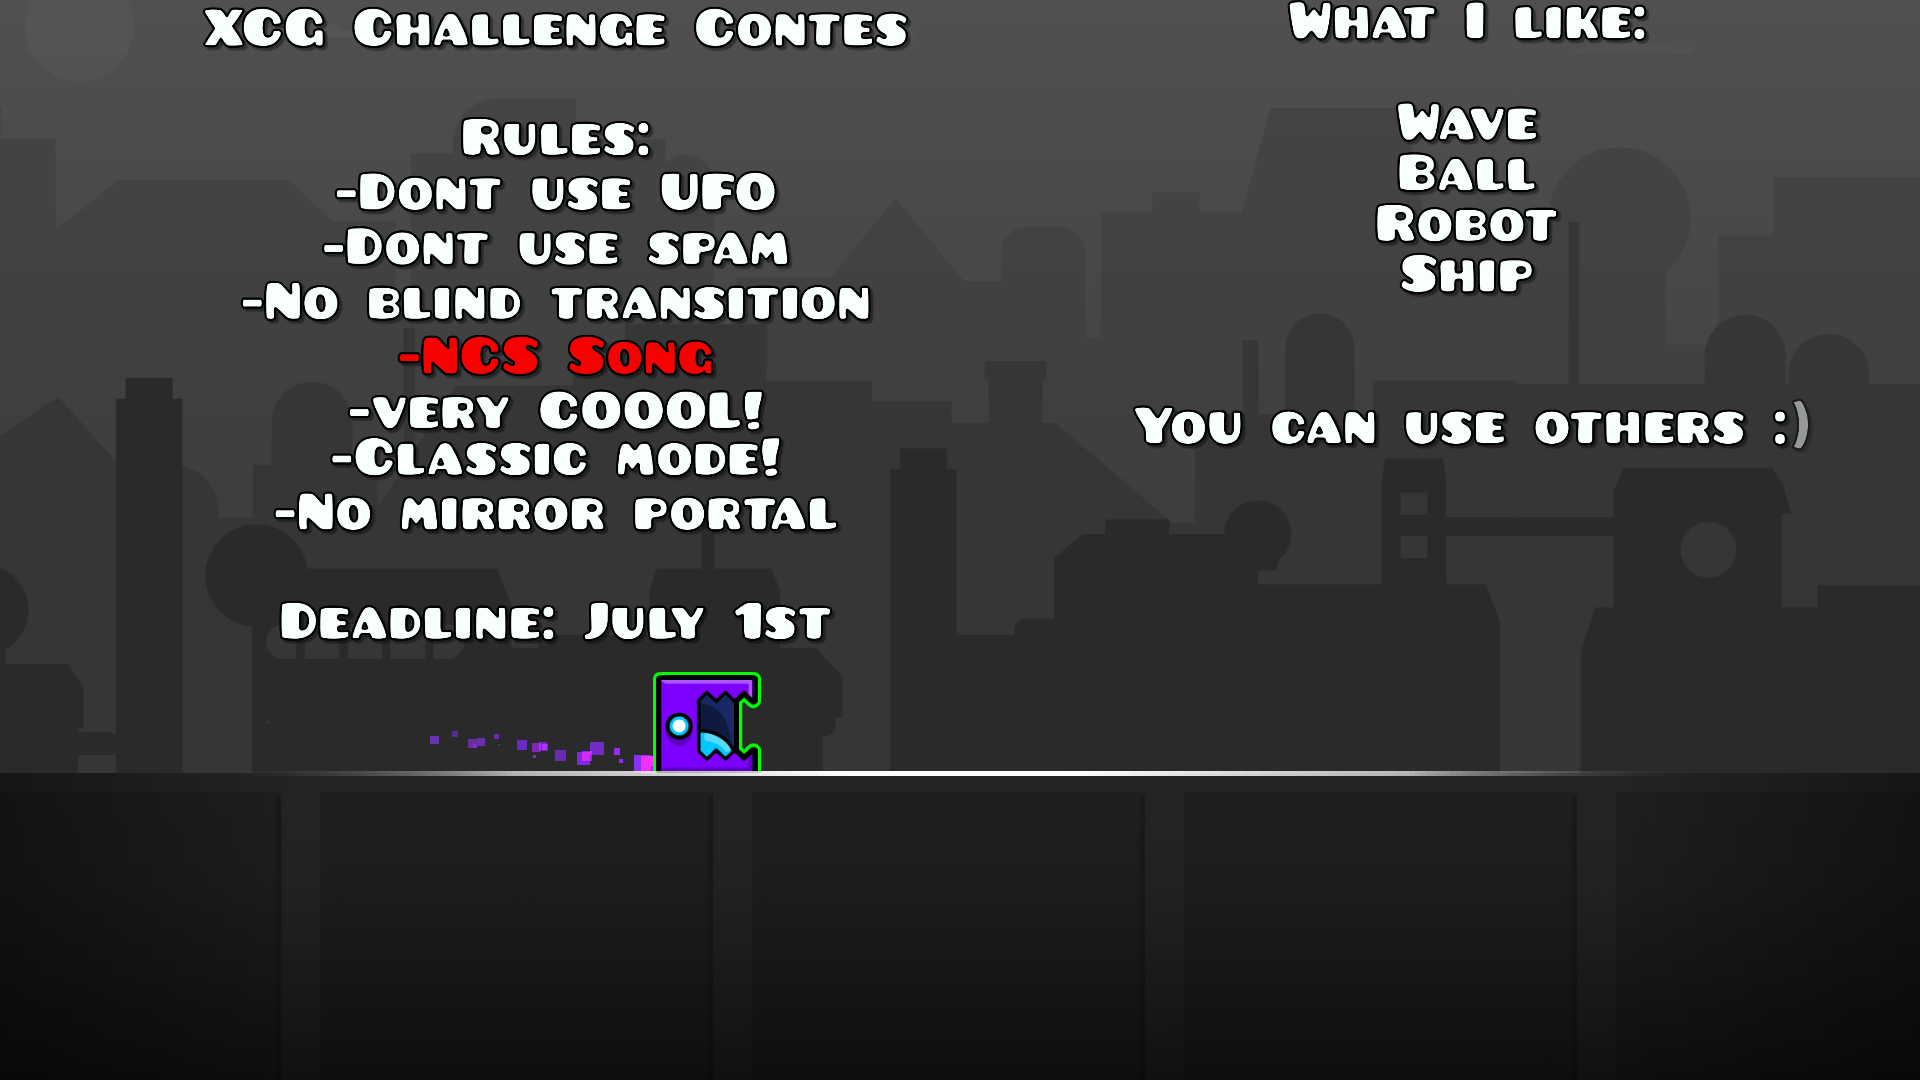 XCG Challenge Contes
Rules:
-Dont use UFO
-Dont use spam
-No blind transition
-NCS Song
-very COOOL!
-Classic mode!
-No mirror portal
Deadline: July 1st
What I like:
Wave
Ball
Robot
Ship
You can use others :)